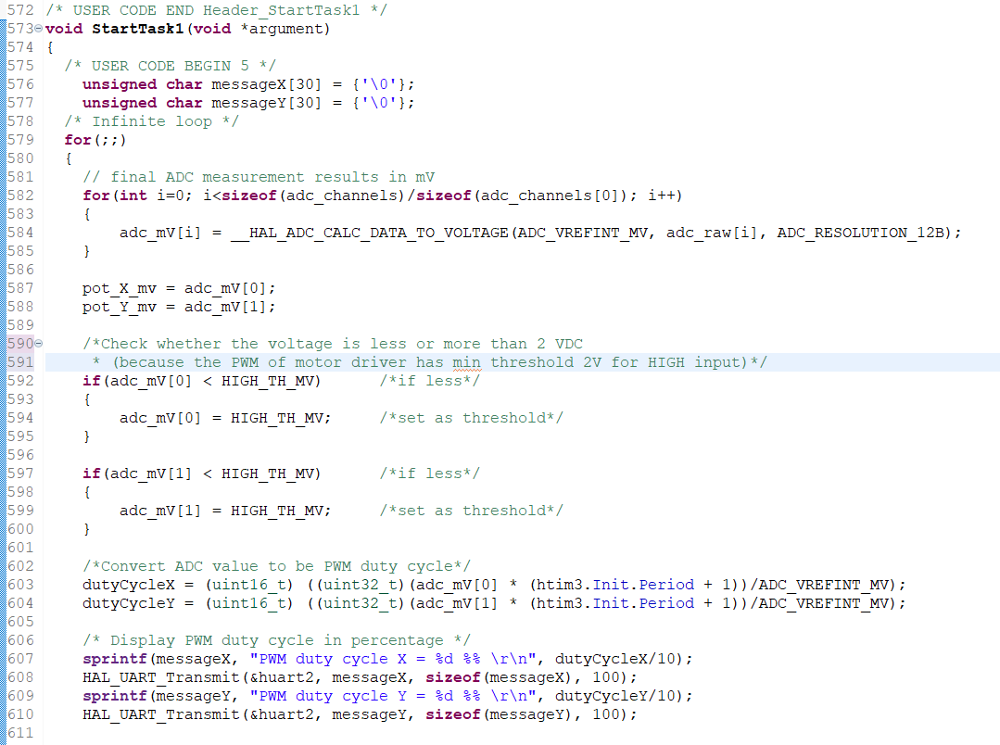 572 /* USER CODE END Header_StartTask1 */
573 void StartTask1(void *argument)
574 {
575   /* USER CODE BEGIN 5 */
576     unsigned char messageX[30] = {'\0'};
577     unsigned char messageY[30] = {'\0'};
578   /* Infinite loop */
579   for(;;)
580   {
581     // final ADC measurement results in mV
582     for(int i=0; i<sizeof(adc_channels)/sizeof(adc_channels[0]); i++)
583     {
584         adc_mV[i] = __HAL_ADC_CALC_DATA_TO_VOLTAGE(ADC_VREFINT_MV, adc_raw[i], ADC_RESOLUTION_12B);
585     }
586
587     pot_X_mv = adc_mV[0];
588     pot_Y_mv = adc_mV[1];
589
590     /*Check whether the voltage is less or more than 2 VDC
591      * (because the PWM of motor driver has min threshold 2V for HIGH input)*/
592     if(adc_mV[0] < HIGH_TH_MV)      /*if less*/
593     {
594         adc_mV[0] = HIGH_TH_MV;     /*set as threshold*/
595     }
596
597     if(adc_mV[1] < HIGH_TH_MV)      /*if less*/
598     {
599         adc_mV[1] = HIGH_TH_MV;     /*set as threshold*/
600     }
601
602     /*Convert ADC value to be PWM duty cycle*/
603     dutyCycleX = (uint16_t) ((uint32_t)(adc_mV[0] * (htim3.Init.Period + 1))/ADC_VREFINT_MV);
604     dutyCycleY = (uint16_t) ((uint32_t)(adc_mV[1] * (htim3.Init.Period + 1))/ADC_VREFINT_MV);
605
606     /* Display PWM duty cycle in percentage */
607     sprintf(messageX, "PWM duty cycle X = %d %% \r\n", dutyCycleX/10);
608     HAL_UART_Transmit(&huart2, messageX, sizeof(messageX), 100);
609     sprintf(messageY, "PWM duty cycle Y = %d %% \r\n", dutyCycleY/10);
610     HAL_UART_Transmit(&huart2, messageY, sizeof(messageY), 100);
611